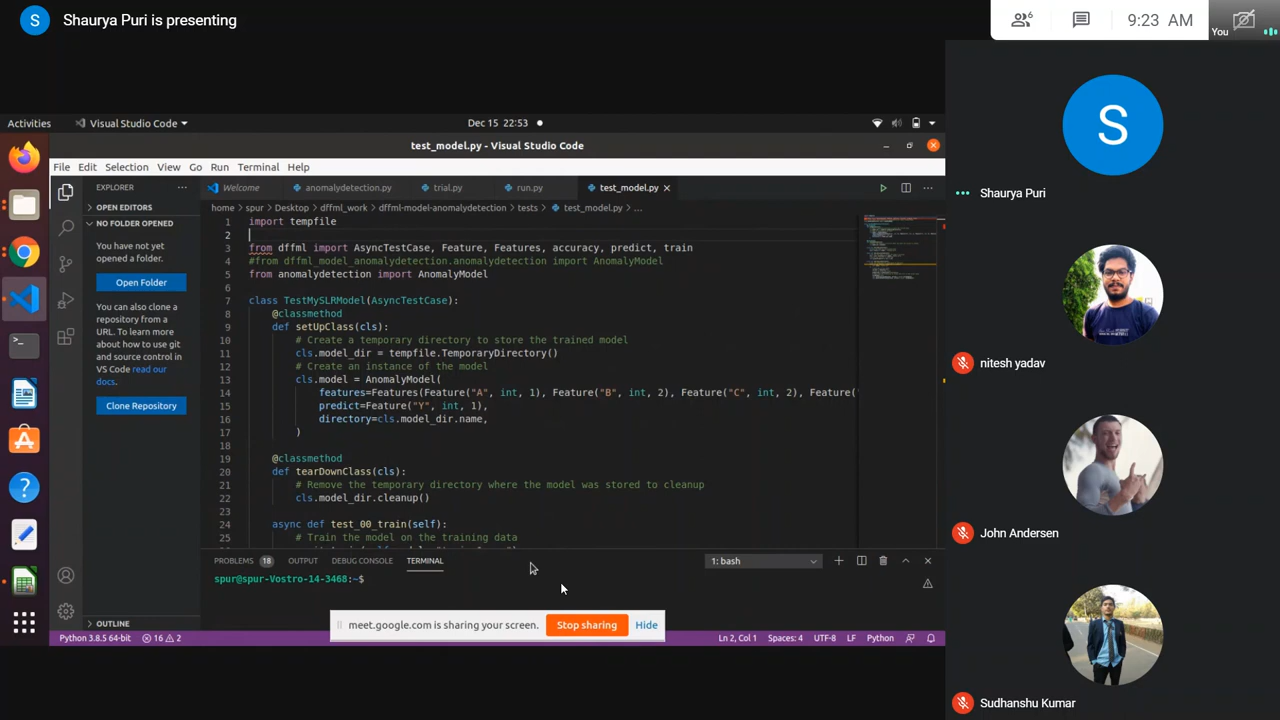 S Shaurya Puri is presenting
6
9:23 AM
You
Activities
Visual Studio Code
Dec 15 22:53
test_model.py - Visual Studio Code
File Edit Selection View Go Run Terminal Help
EXPLORER
Welcome
anomalydetection.py
trial.py
run.py
test_model.py
OPEN EDITORS
NO FOLDER OPENED
You have not yet
opened a folder.
Open Folder
You can also clone a
repository from a
URL. To learn more
about how to use git
and source control in
VS Code read our
docs.
Clone Repository
OUTLINE
home > spur > Desktop > dffml_work > dffml-model-anomalydetection > tests > test_model.py > ...
1 import tempfile
2
3 from dffml import AsyncTestCase, Feature, Features, accuracy, predict, train
4 #from dffml_model_anomalydetection.anomalydetection import AnomalyModel
5 from anomalydetection import AnomalyModel
6
7 class TestMySLRModel(AsyncTestCase):
8 @classmethod
9 def setUpClass(cls):
10 # Create a temporary directory to store the trained model
11 cls.model_dir = tempfile.TemporaryDirectory()
12 # Create an instance of the model
13 cls.model = AnomalyModel(
14 features=Features(Feature("A", int, 1), Feature("B", int, 2), Feature("C", int, 2), Feature("
15 predict=Feature("Y", int, 1),
16 directory=cls.model_dir.name,
17 )
18
19 @classmethod
20 def tearDownClass(cls):
21 # Remove the temporary directory where the model was stored to cleanup
22 cls.model_dir.cleanup()
23
24 async def test_00_train(self):
25 # Train the model on the training data
PROBLEMS 18 OUTPUT DEBUG CONSOLE TERMINAL
1: bash
spur@spur-Vostro-14-3468:~$
meet.google.com is sharing your screen. Stop sharing Hide
Python 3.8.5 64-bit 16 2
Ln 2, Col 1 Spaces: 4 UTF-8 LF Python
S
Shaurya Puri
nitesh yadav
John Andersen
Sudhanshu Kumar